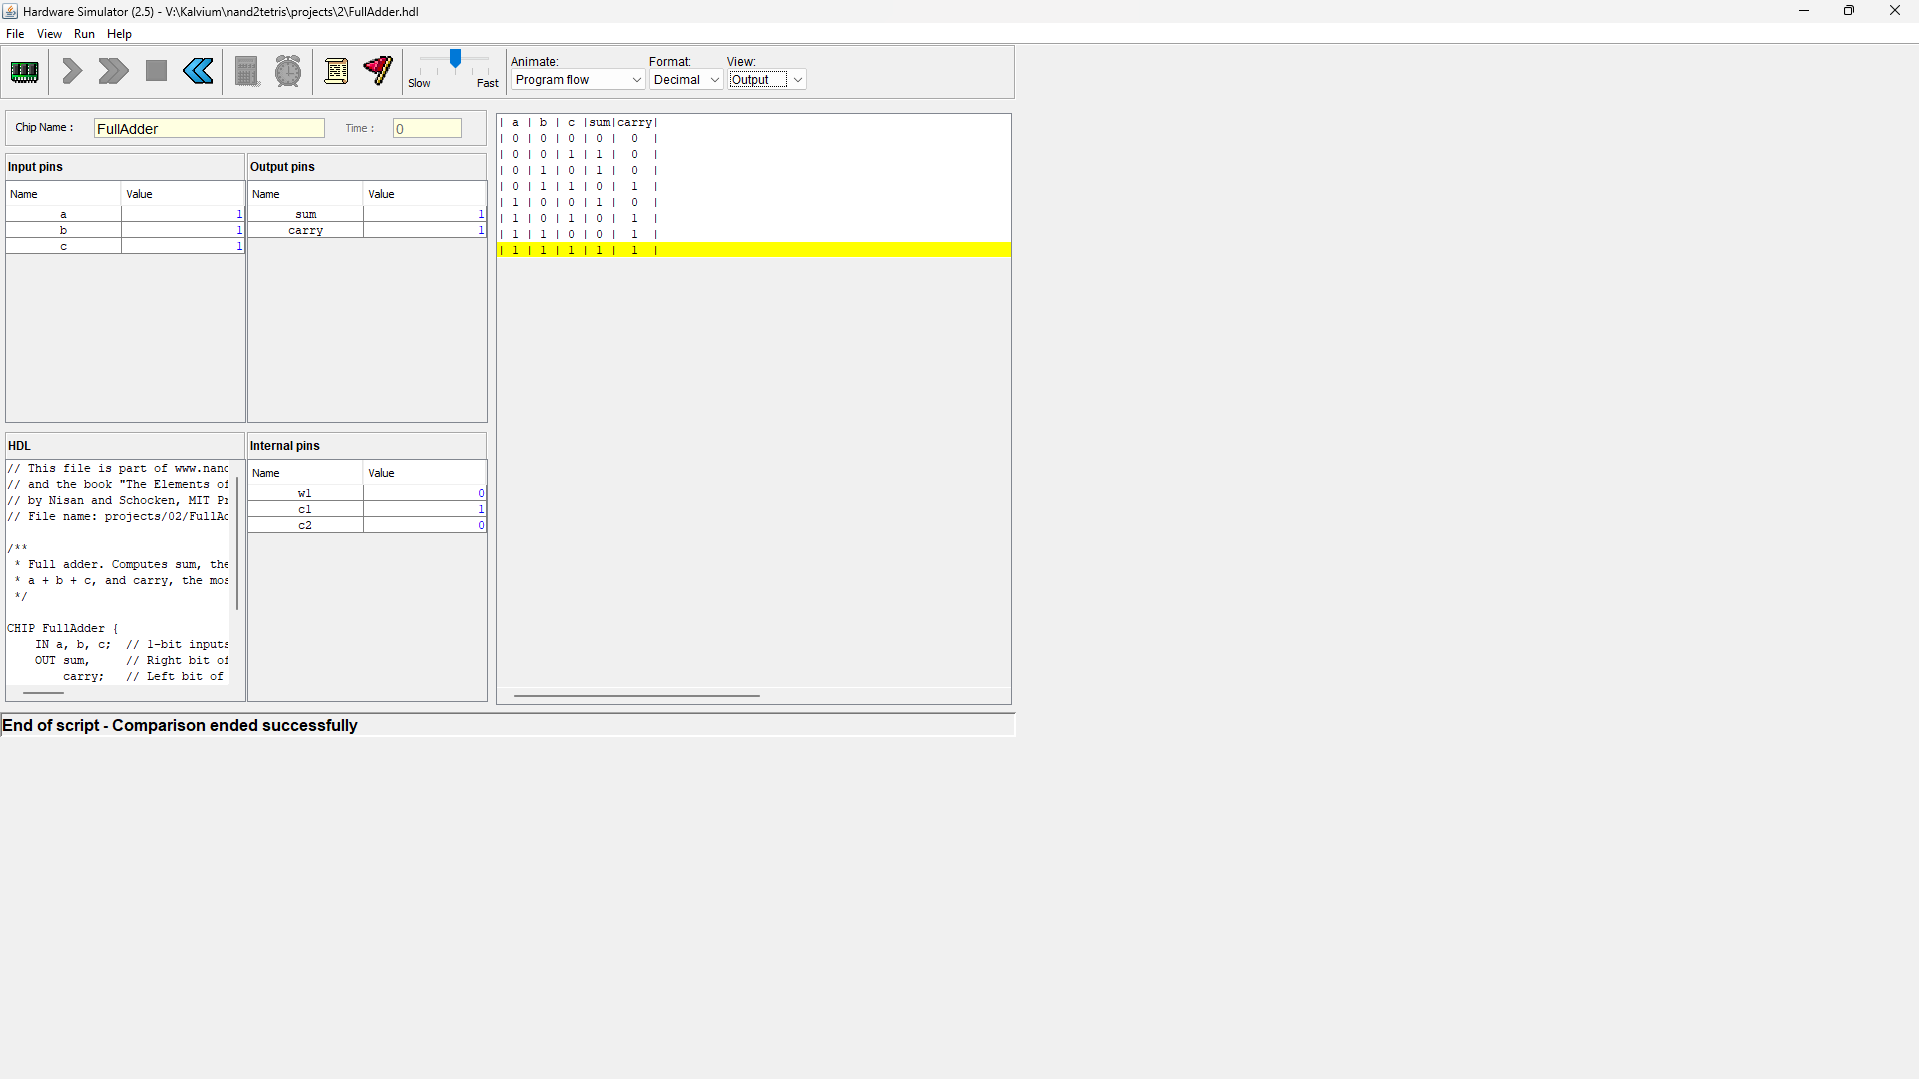 Hardware Simulator (2.5) - V:\Kalvium\nand2tetris\projects\2\FullAdder.hdl
File View Run Help
Slow Fast
Animate:
Program flow
Format:
Decimal
View:
Output
Chip Name :
FullAdder
Time :
0
Input pins
Name Value
a 1
b 1
c 1
Output pins
Name Value
sum 1
carry 1
HDL
// This file is part of www.nand
// and the book "The Elements of
// by Nisan and Schocken, MIT Pr
// File name: projects/02/FullAd
/**
* Full adder. Computes sum, the
* a + b + c, and carry, the mos
*/
CHIP FullAdder {
IN a, b, c; // 1-bit inputs
OUT sum, // Right bit of
carry; // Left bit of
Internal pins
Name Value
w1 0
c1 1
c2 0
| a | b | c |sum|carry|
| 0 | 0 | 0 | 0 | 0 |
| 0 | 0 | 1 | 1 | 0 |
| 0 | 1 | 0 | 1 | 0 |
| 0 | 1 | 1 | 0 | 1 |
| 1 | 0 | 0 | 1 | 0 |
| 1 | 0 | 1 | 0 | 1 |
| 1 | 1 | 0 | 0 | 1 |
| 1 | 1 | 1 | 1 | 1 |
End of script - Comparison ended successfully